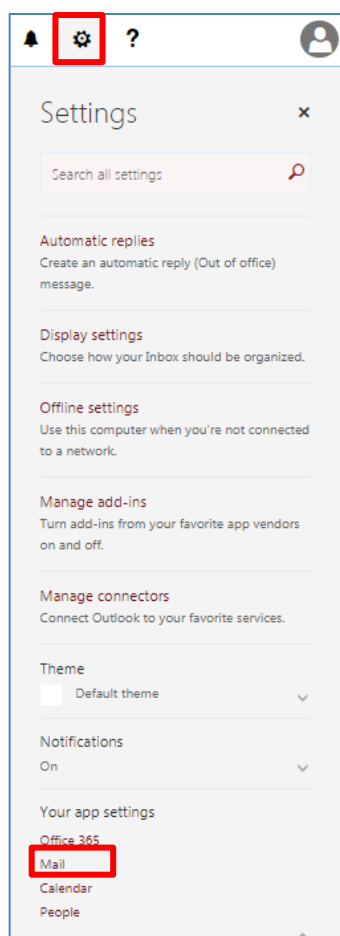 ?
Settings
Search all settings
Automatic replies
Create an automatic reply (Out of office)
message.
Display settings
Choose how your Inbox should be organized.
Offline settings
Use this computer when you're not connected
to a network.
Manage add-ins
Turn add-ins from your favorite app vendors
on and off.
Manage connectors
Connect Outlook to your favorite services.
Theme
Default theme
Notifications
On
Your app settings
Office 365
Mail
Calendar
People